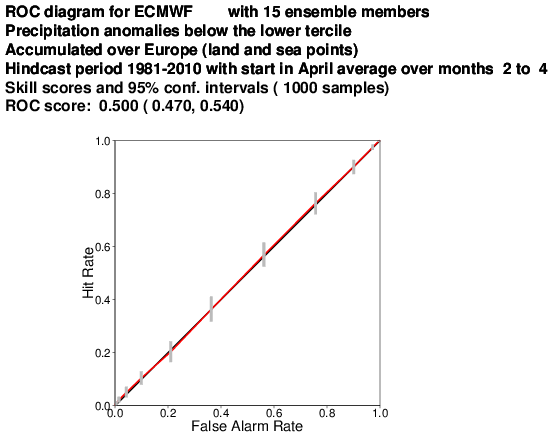 ROC diagram for ECMWF with 15 ensemble members
Precipitation anomalies below the lower tercile
Accumulated over Europe (land and sea points)
Hindcast period 1981-2010 with start in April average over months 2 to 4
Skill scores and 95% conf. intervals ( 1000 samples)
ROC score: 0.500 ( 0.470, 0.540)
1.0
0.8
0.6
Hit Rate
0.4
0.2
0.0
0.0 0.2 0.4 0.6 0.8 1.0
False Alarm Rate